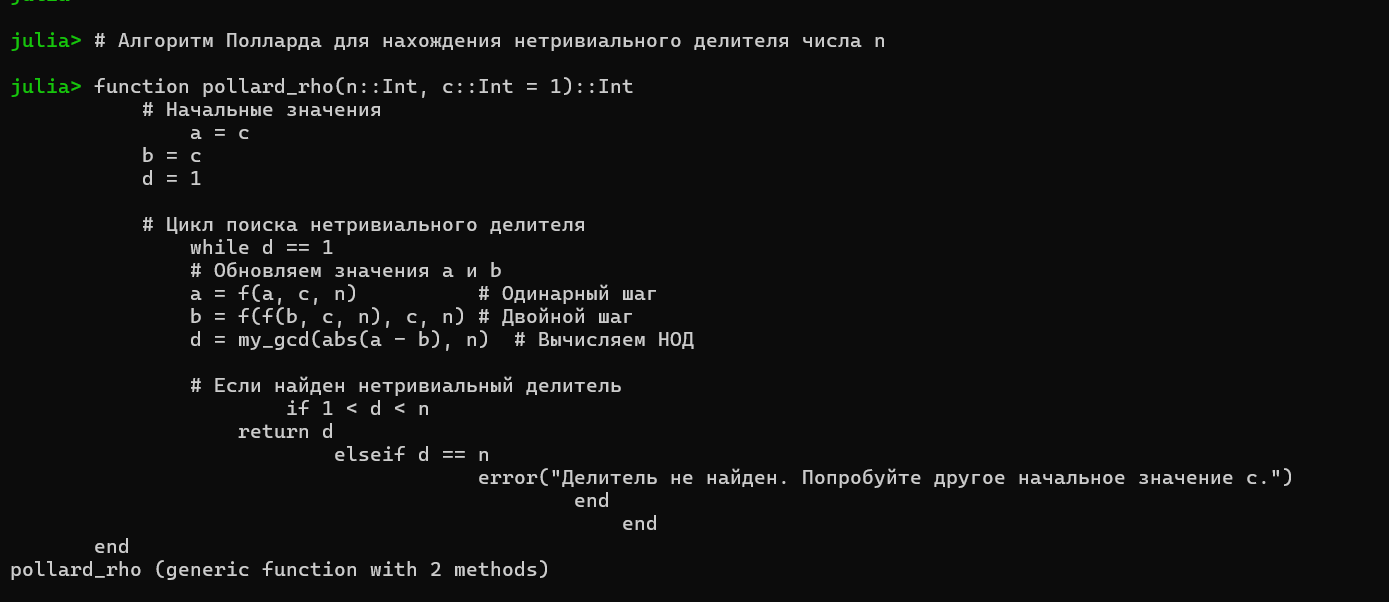 julia> # Алгоритм Полларда для нахождения нетривиального делителя числа n
julia> function pollard_rho(n::Int, c::Int = 1)::Int
# Начальные значения
a = c
b = c
d = 1
# Цикл поиска нетривиального делителя
while d == 1
# Обновляем значения a и b
a = f(a, c, n) # Одинарный шаг
b = f(f(b, c, n), c, n) # Двойной шаг
d = my_gcd(abs(a - b), n) # Вычисляем НОД
# Если найден нетривиальный делитель
if 1 < d < n
return d
elseif d == n
error("Делитель не найден. Попробуйте другое начальное значение c.")
end
end
end
pollard_rho (generic function with 2 methods)